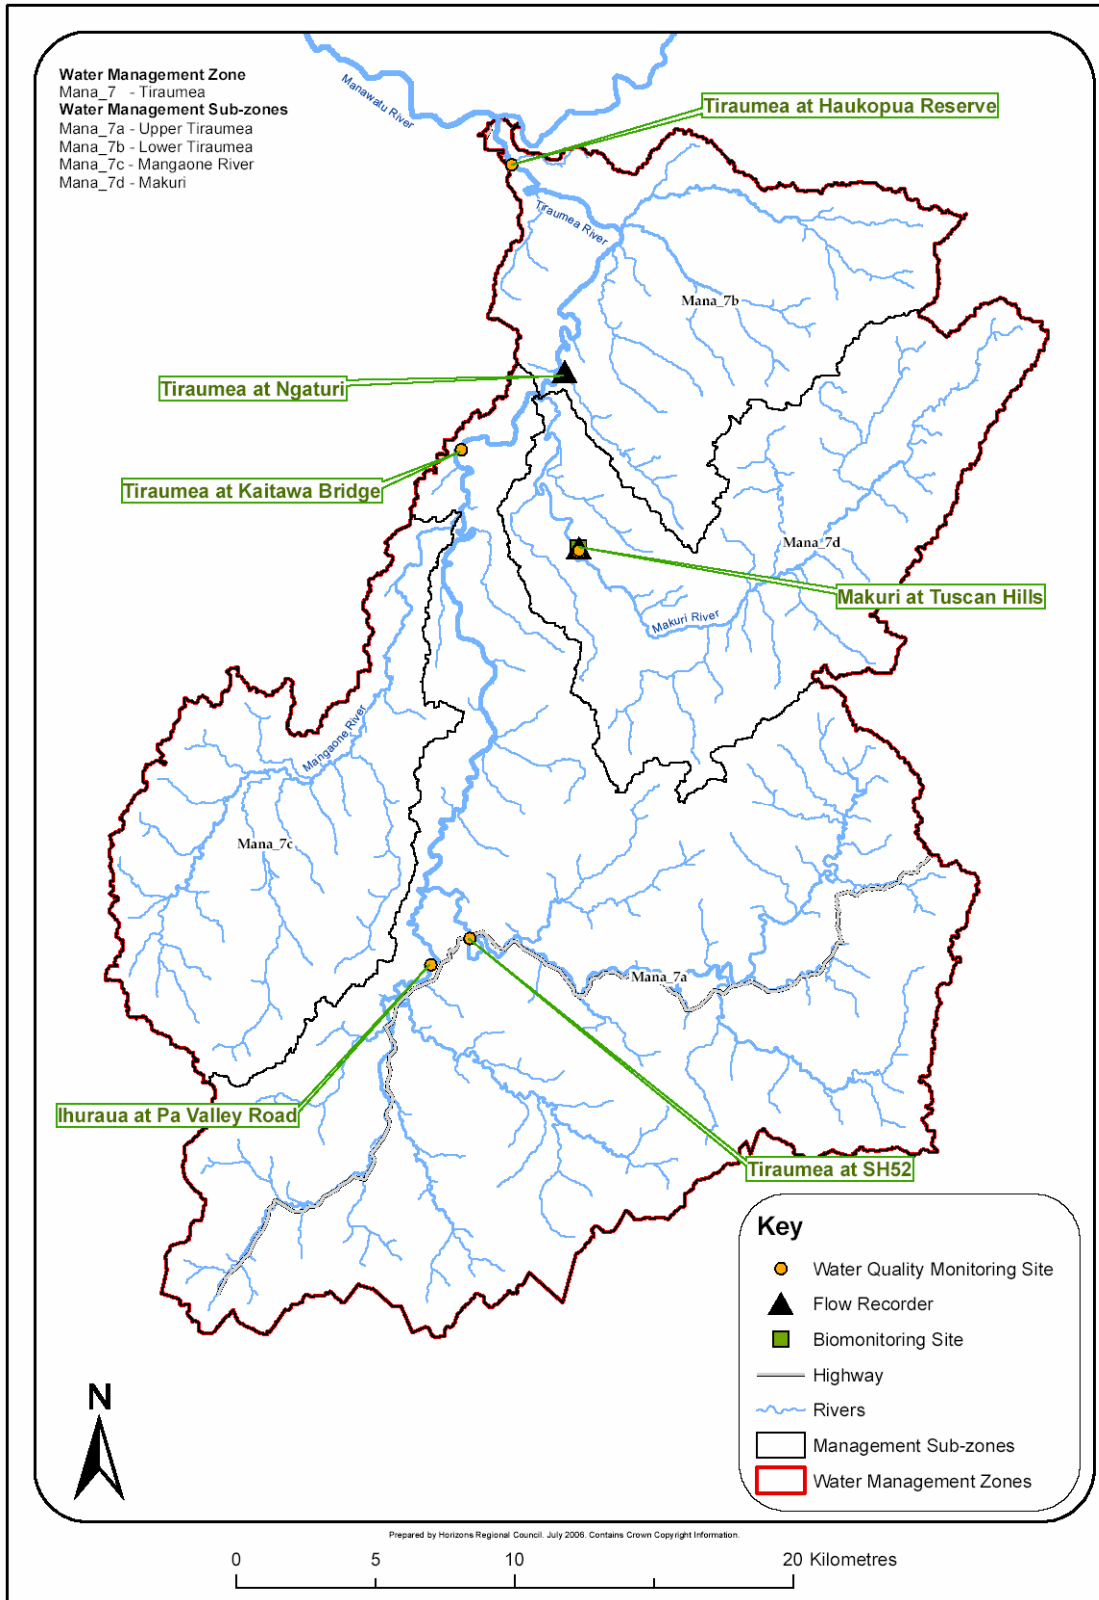 Water Management Zone
Mana_7 - Tiraumea
Water Management Sub-zones
Mana_7a - Upper Tiraumea
Mana_7b - Lower Tiraumea
Mana_7c - Mangaone River
Mana_7d - Makuri
Manawatu River
Tiraumea at Haukopua Reserve
Tiraumea River
Mana_7b
Tiraumea at Ngaturi
Tiraumea at Kaitawa Bridge
Mana_7d
Makuri at Tuscan Hills
Makuri River
Mangaone River
Mana_7c
Mana_7a
Ihuraua at Pa Valley Road
Tiraumea at SH52
Key
Water Quality Monitoring Site
Flow Recorder
Biomonitoring Site
Highway
Rivers
Management Sub-zones
Water Management Zones
N
Prepared by Horizons Regional Council. July 2006. Contains Crown Copyright Information.
0 5 10 20 Kilometres